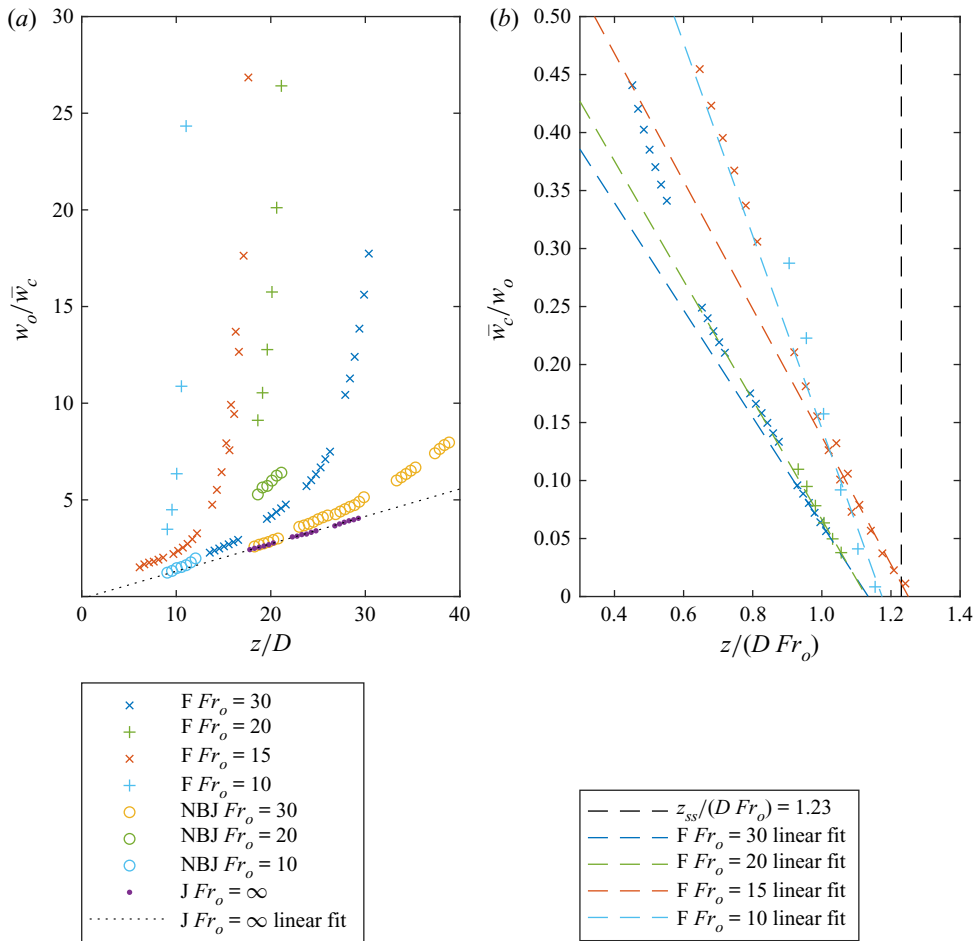 (a)
30
25
20
15
10
5
0
10
20
30
40
w_o/w̅_c
z/D
(b)
0.50
0.45
0.40
0.35
0.30
0.25
0.20
0.15
0.10
0.05
0
0.4
0.6
0.8
1.0
1.2
1.4
w̅_c/w_o
z/(D Fr_o)
F Fr_o = 30
F Fr_o = 20
F Fr_o = 15
F Fr_o = 10
NBJ Fr_o = 30
NBJ Fr_o = 20
NBJ Fr_o = 10
J Fr_o = ∞
J Fr_o = ∞ linear fit
z_ss/(D Fr_o) = 1.23
F Fr_o = 30 linear fit
F Fr_o = 20 linear fit
F Fr_o = 15 linear fit
F Fr_o = 10 linear fit